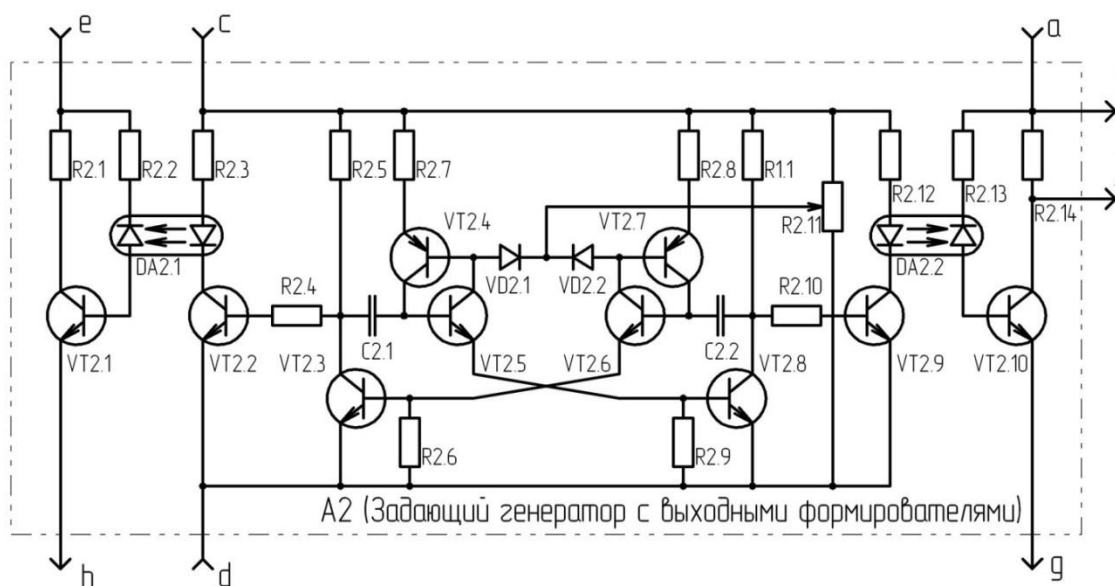 e
c
a
R2.1
R2.2
R2.3
R2.5
R2.7
R2.8
R1.1
R2.11
R2.12
R2.13
R2.14
VT2.4
VT2.7
DA2.1
VD2.1
VD2.2
DA2.2
R2.4
R2.10
VT2.1
VT2.2
VT2.3
C2.1
VT2.5
VT2.6
C2.2
VT2.8
VT2.9
VT2.10
R2.6
R2.9
A2 (Задающий генератор с выходными формирователями)
h
d
g